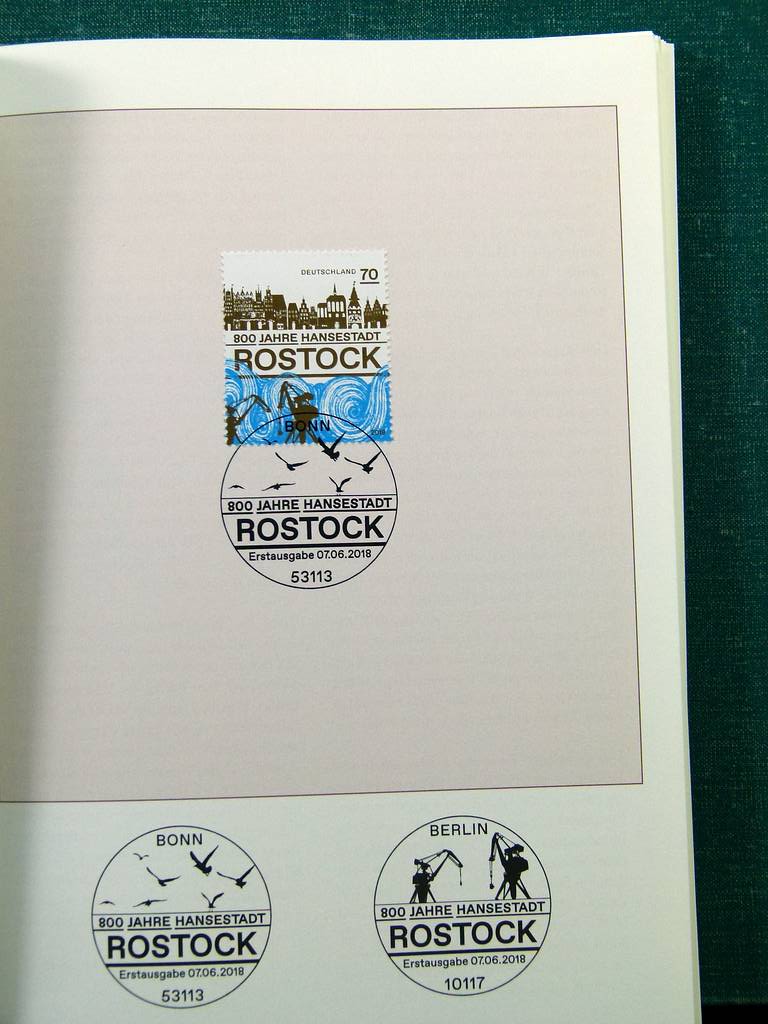 DEUTSCHLAND 70
800 JAHRE HANSESTADT
ROSTOCK
2018
BONN
800 JAHRE HANSESTADT
ROSTOCK
Erstausgabe 07.06.2018
53113
BONN
800 JAHRE HANSESTADT
ROSTOCK
Erstausgabe 07.06.2018
53113
BERLIN
800 JAHRE HANSESTADT
ROSTOCK
Erstausgabe 07.06.2018
10117